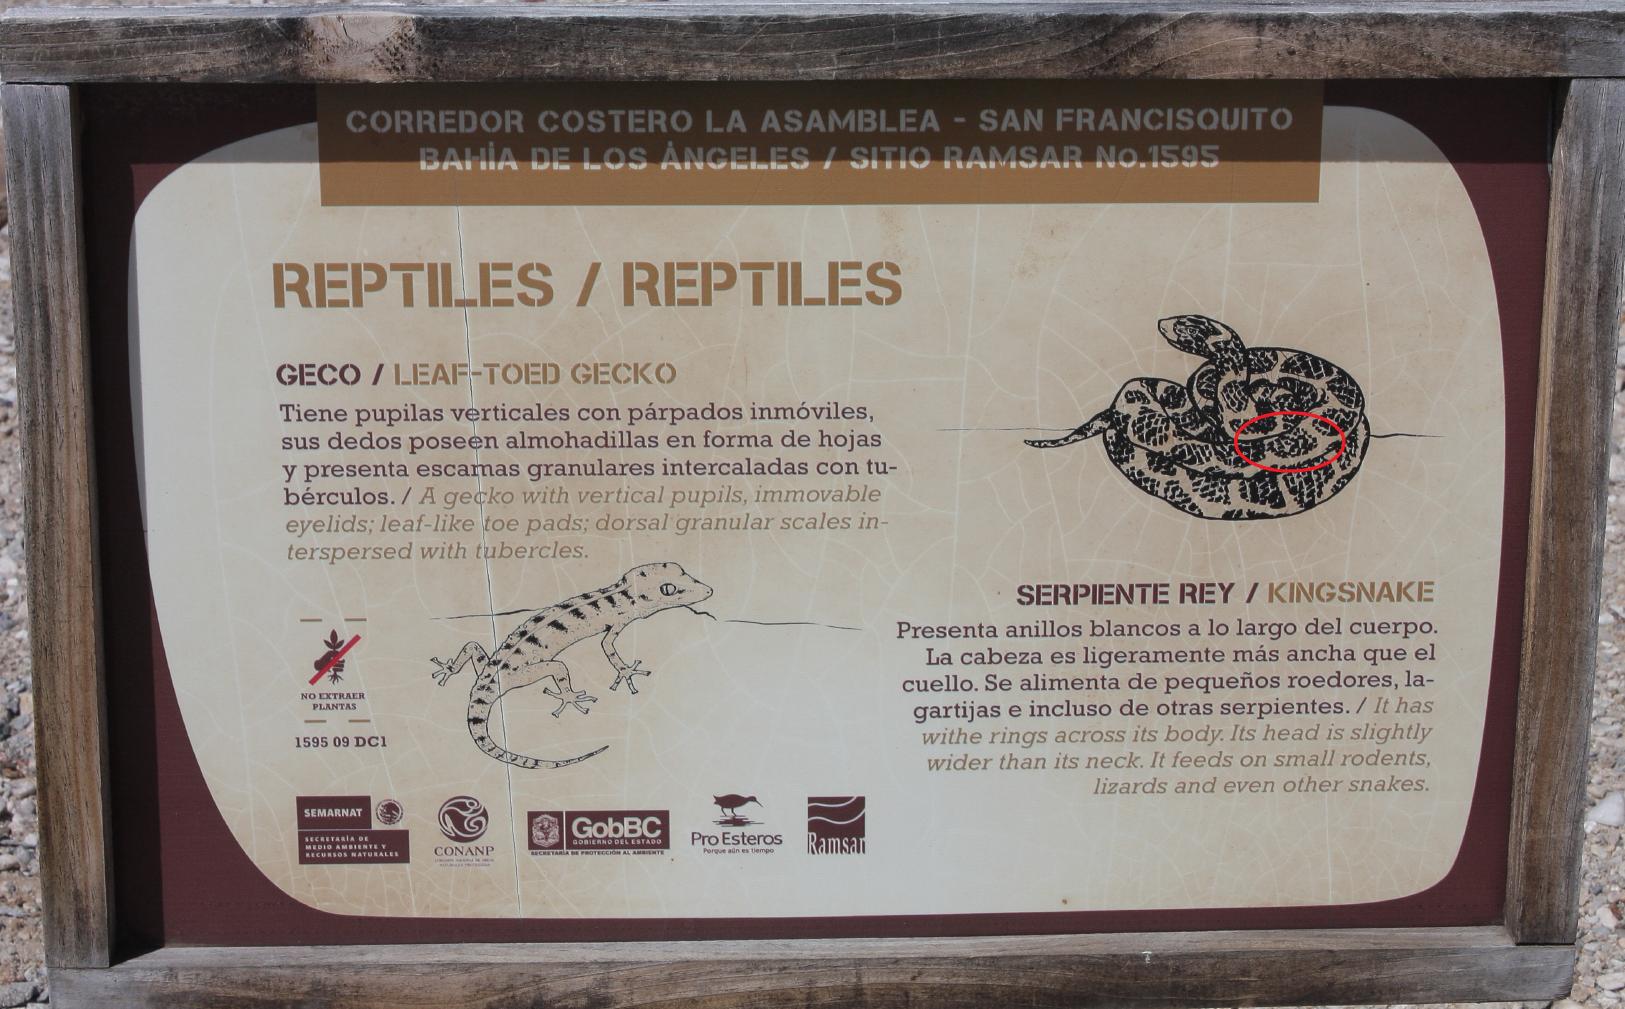 CORREDOR COSTERO LA ASAMBLEA - SAN FRANCISQUITO
BAHÍA DE LOS ÁNGELES / SITIO RAMSAR No.1595
REPTILES / REPTILES
GECO / LEAF-TOED GECKO
Tiene pupilas verticales con párpados inmóviles,
sus dedos poseen almohadillas en forma de hojas
y presenta escamas granulares intercaladas con tu-
bérculos. / A gecko with vertical pupils, immovable
eyelids; leaf-like toe pads; dorsal granular scales in-
terspersed with tubercles.
SERPIENTE REY / KINGSNAKE
Presenta anillos blancos a lo largo del cuerpo.
La cabeza es ligeramente más ancha que el
cuello. Se alimenta de pequeños roedores, la-
gartijas e incluso de otras serpientes. / It has
withe rings across its body. Its head is slightly
wider than its neck. It feeds on small rodents,
lizards and even other snakes.
NO EXTRAER
PLANTAS
1595 09 DC1
SEMARNAT
SECRETARÍA DE
MEDIO AMBIENTE Y
RECURSOS NATURALES
CONANP
GobBC
GOBIERNO DEL ESTADO
SECRETARÍA DE PROTECCIÓN AL AMBIENTE
Pro Esteros
Porque aún es tiempo
Ramsar